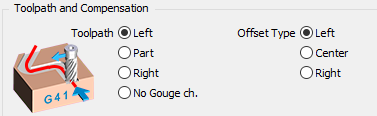 Toolpath and Compensation
Toolpath Left Offset Type Left
Part Center
Right Right
No Gouge ch.
G41